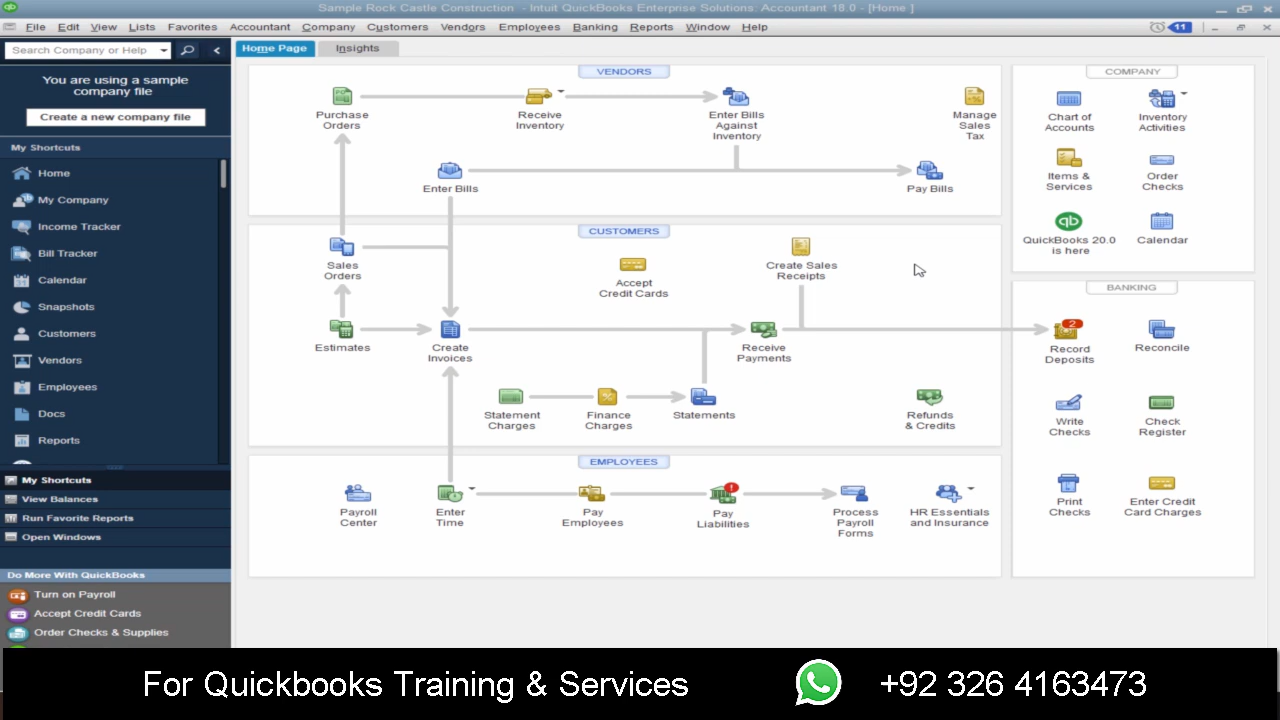 Sample Rock Castle Construction - Intuit QuickBooks Enterprise Solutions: Accountant 18.0 - [Home ]
File Edit View Lists Favorites Accountant Company Customers Vendors Employees Banking Reports Window Help
11
Search Company or Help
Home Page Insights
You are using a sample
company file
Create a new company file
My Shortcuts
Home
My Company
Income Tracker
Bill Tracker
Calendar
Snapshots
Customers
Vendors
Employees
Docs
Reports
My Shortcuts
View Balances
Run Favorite Reports
Open Windows
Do More With QuickBooks
Turn on Payroll
Accept Credit Cards
Order Checks & Supplies
VENDORS
Purchase
Orders
Receive
Inventory
Enter Bills
Against
Inventory
Manage
Sales
Tax
Enter Bills
Pay Bills
CUSTOMERS
Sales
Orders
Accept
Credit Cards
Create Sales
Receipts
Estimates
Create
Invoices
Receive
Payments
Statement
Charges
Finance
Charges
Statements
Refunds
& Credits
EMPLOYEES
Payroll
Center
Enter
Time
Pay
Employees
Pay
Liabilities
Process
Payroll
Forms
HR Essentials
and Insurance
COMPANY
Chart of
Accounts
Inventory
Activities
Items &
Services
Order
Checks
qb
QuickBooks 20.0
is here
Calendar
BANKING
2
Record
Deposits
Reconcile
Write
Checks
Check
Register
Print
Checks
Enter Credit
Card Charges
For Quickbooks Training & Services +92 326 4163473